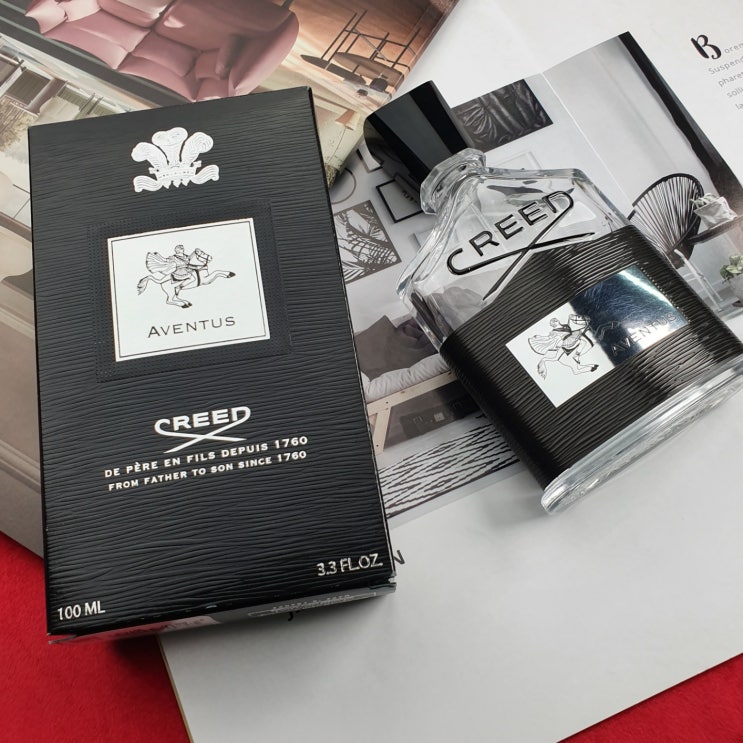 AVENTUS
CREED
DE PÈRE EN FILS DEPUIS 1760
FROM FATHER TO SON SINCE 1760
100 ML
3.3 FL.OZ.
CREED
AVENTUS
B